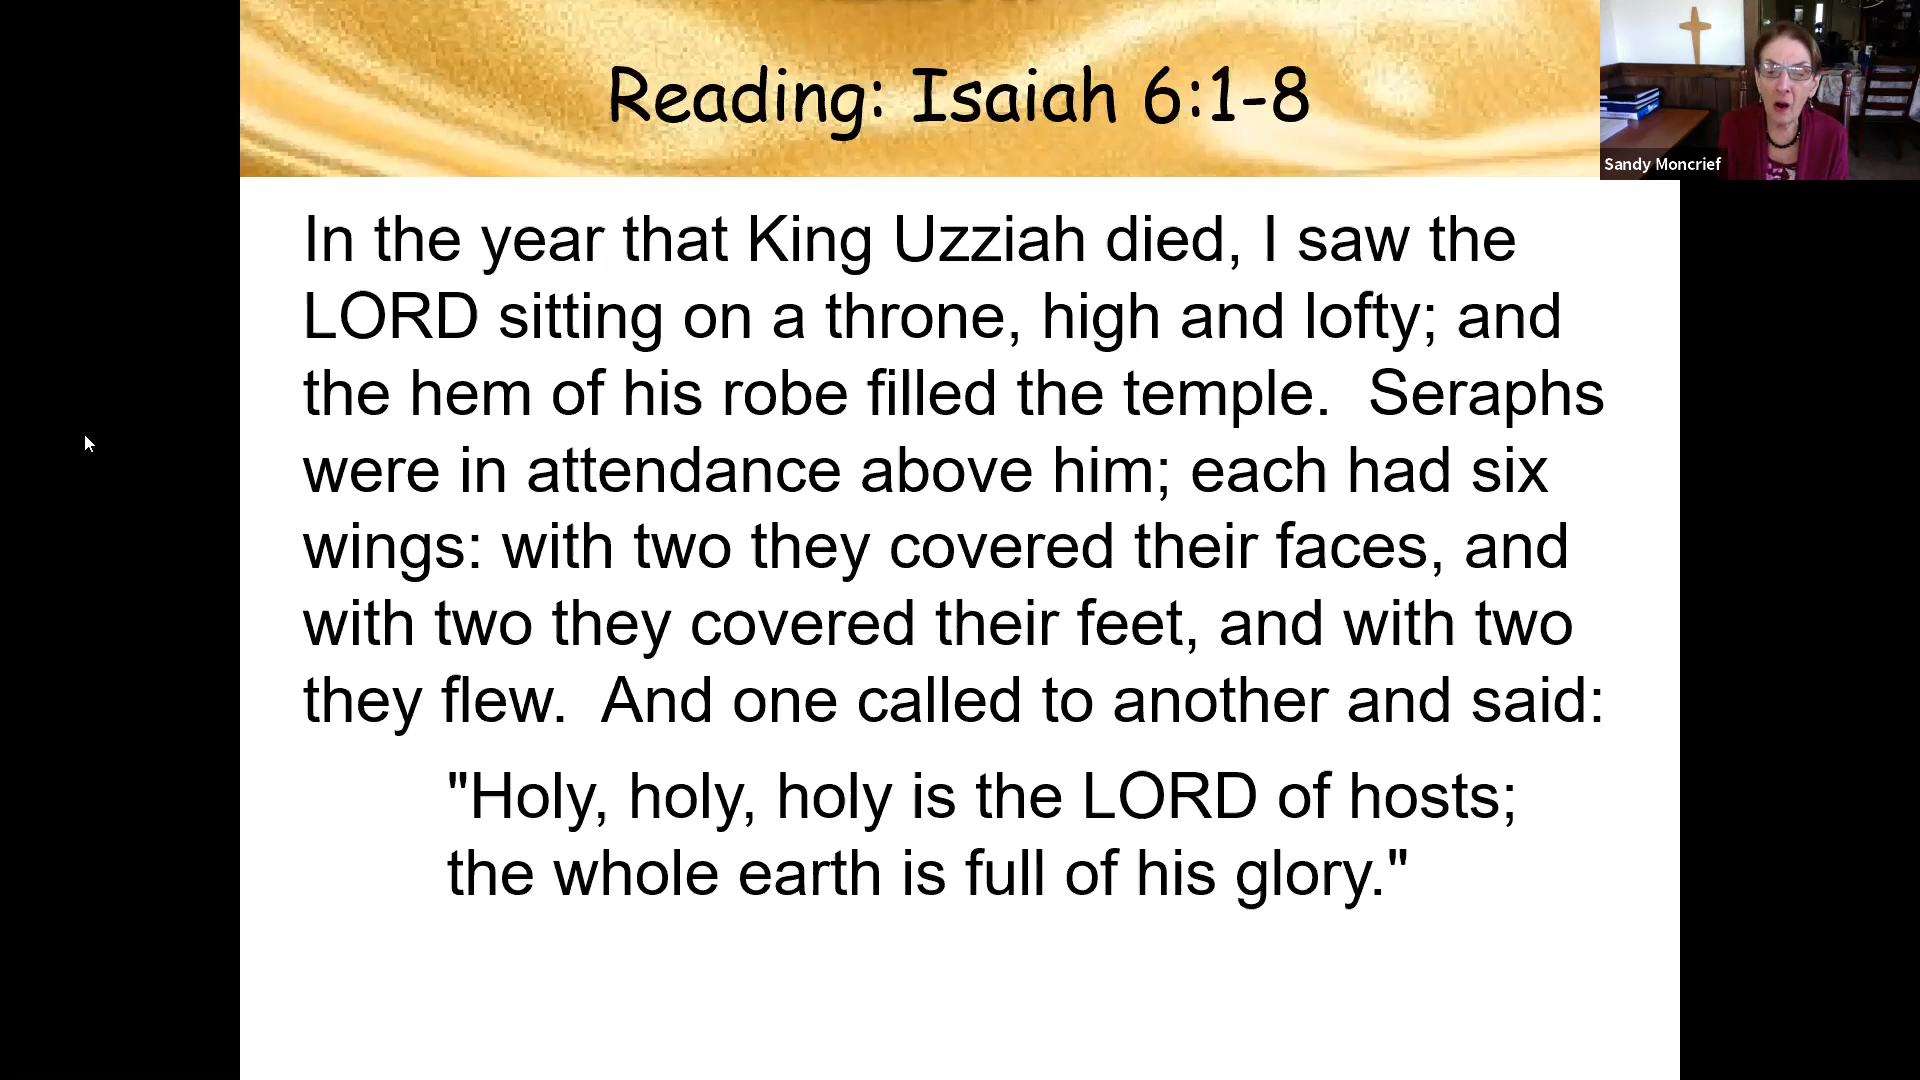 Reading: Isaiah 6:1-8
Sandy Moncrief
In the year that King Uzziah died, I saw the
LORD sitting on a throne, high and lofty; and
the hem of his robe filled the temple.  Seraphs
were in attendance above him; each had six
wings: with two they covered their faces, and
with two they covered their feet, and with two
they flew.  And one called to another and said:
"Holy, holy, holy is the LORD of hosts;
the whole earth is full of his glory."